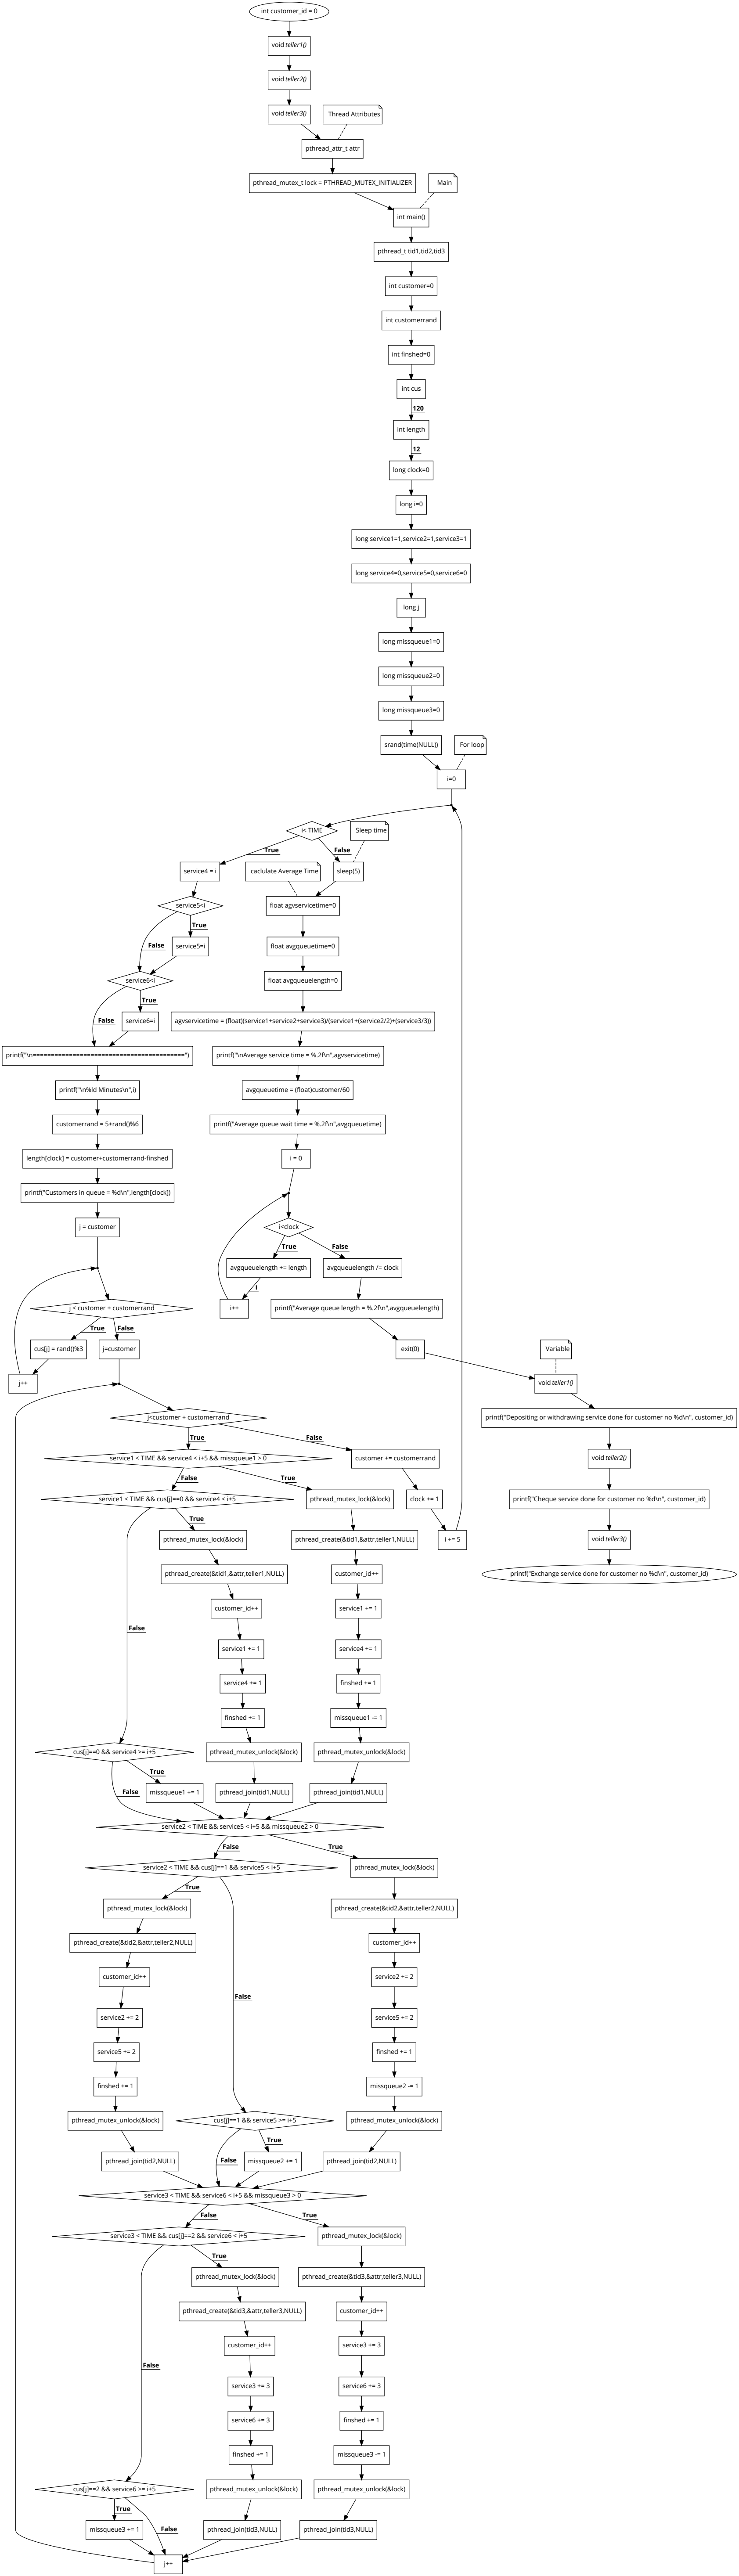 int customer_id = 0
void teller1()
void teller2()
void teller3()
Thread Attributes
pthread_attr_t attr
pthread_mutex_t lock = PTHREAD_MUTEX_INITIALIZER
Main
int main()
pthread_t tid1,tid2,tid3
int customer=0
int customerrand
int finshed=0
int cus
120
int length
12
long clock=0
long i=0
long service1=1,service2=1,service3=1
long service4=0,service5=0,service6=0
long j
long missqueue1=0
long missqueue2=0
long missqueue3=0
srand(time(NULL))
For loop
i=0
i< TIME
Sleep time
True
False
service4 = i
caclulate Average Time
sleep(5)
service5<i
float agvservicetime=0
True
False
service5=i
float avgqueuetime=0
service6<i
float avgqueuelength=0
True
False
service6=i
agvservicetime = (float)(service1+service2+service3)/(service1+(service2/2)+(service3/3))
printf("\n==========================================")
printf("\nAverage service time = %.2f\n",agvservicetime)
printf("\n%ld Minutes\n",i)
avgqueuetime = (float)customer/60
customerrand = 5+rand()%6
printf("Average queue wait time = %.2f\n",avgqueuetime)
length[clock] = customer+customerrand-finshed
i = 0
printf("Customers in queue = %d\n",length[clock])
j = customer
i<clock
True
False
avgqueuelength += length
avgqueuelength /= clock
i
i++
j < customer + customerrand
printf("Average queue length = %.2f\n",avgqueuelength)
True
False
cus[j] = rand()%3
j=customer
exit(0)
Variable
j++
void teller1()
j<customer + customerrand
printf("Depositing or withdrawing service done for customer no %d\n", customer_id)
True
False
service1 < TIME && service4 < i+5 && missqueue1 > 0
customer += customerrand
void teller2()
False
True
service1 < TIME && cus[j]==0 && service4 < i+5
pthread_mutex_lock(&lock)
clock += 1
printf("Cheque service done for customer no %d\n", customer_id)
True
pthread_mutex_lock(&lock)
pthread_create(&tid1,&attr,teller1,NULL)
i += 5
void teller3()
pthread_create(&tid1,&attr,teller1,NULL)
customer_id++
printf("Exchange service done for customer no %d\n", customer_id)
customer_id++
service1 += 1
False
service1 += 1
service4 += 1
service4 += 1
finshed += 1
finshed += 1
missqueue1 -= 1
cus[j]==0 && service4 >= i+5
pthread_mutex_unlock(&lock)
pthread_mutex_unlock(&lock)
True
False
missqueue1 += 1
pthread_join(tid1,NULL)
pthread_join(tid1,NULL)
service2 < TIME && service5 < i+5 && missqueue2 > 0
False
True
service2 < TIME && cus[j]==1 && service5 < i+5
pthread_mutex_lock(&lock)
True
pthread_mutex_lock(&lock)
pthread_create(&tid2,&attr,teller2,NULL)
pthread_create(&tid2,&attr,teller2,NULL)
customer_id++
customer_id++
service2 += 2
False
service2 += 2
service5 += 2
service5 += 2
finshed += 1
finshed += 1
missqueue2 -= 1
pthread_mutex_unlock(&lock)
cus[j]==1 && service5 >= i+5
pthread_mutex_unlock(&lock)
True
False
pthread_join(tid2,NULL)
missqueue2 += 1
pthread_join(tid2,NULL)
service3 < TIME && service6 < i+5 && missqueue3 > 0
False
True
service3 < TIME && cus[j]==2 && service6 < i+5
pthread_mutex_lock(&lock)
True
pthread_mutex_lock(&lock)
pthread_create(&tid3,&attr,teller3,NULL)
pthread_create(&tid3,&attr,teller3,NULL)
customer_id++
customer_id++
service3 += 3
False
service3 += 3
service6 += 3
service6 += 3
finshed += 1
finshed += 1
missqueue3 -= 1
cus[j]==2 && service6 >= i+5
pthread_mutex_unlock(&lock)
pthread_mutex_unlock(&lock)
True
False
missqueue3 += 1
pthread_join(tid3,NULL)
pthread_join(tid3,NULL)
j++